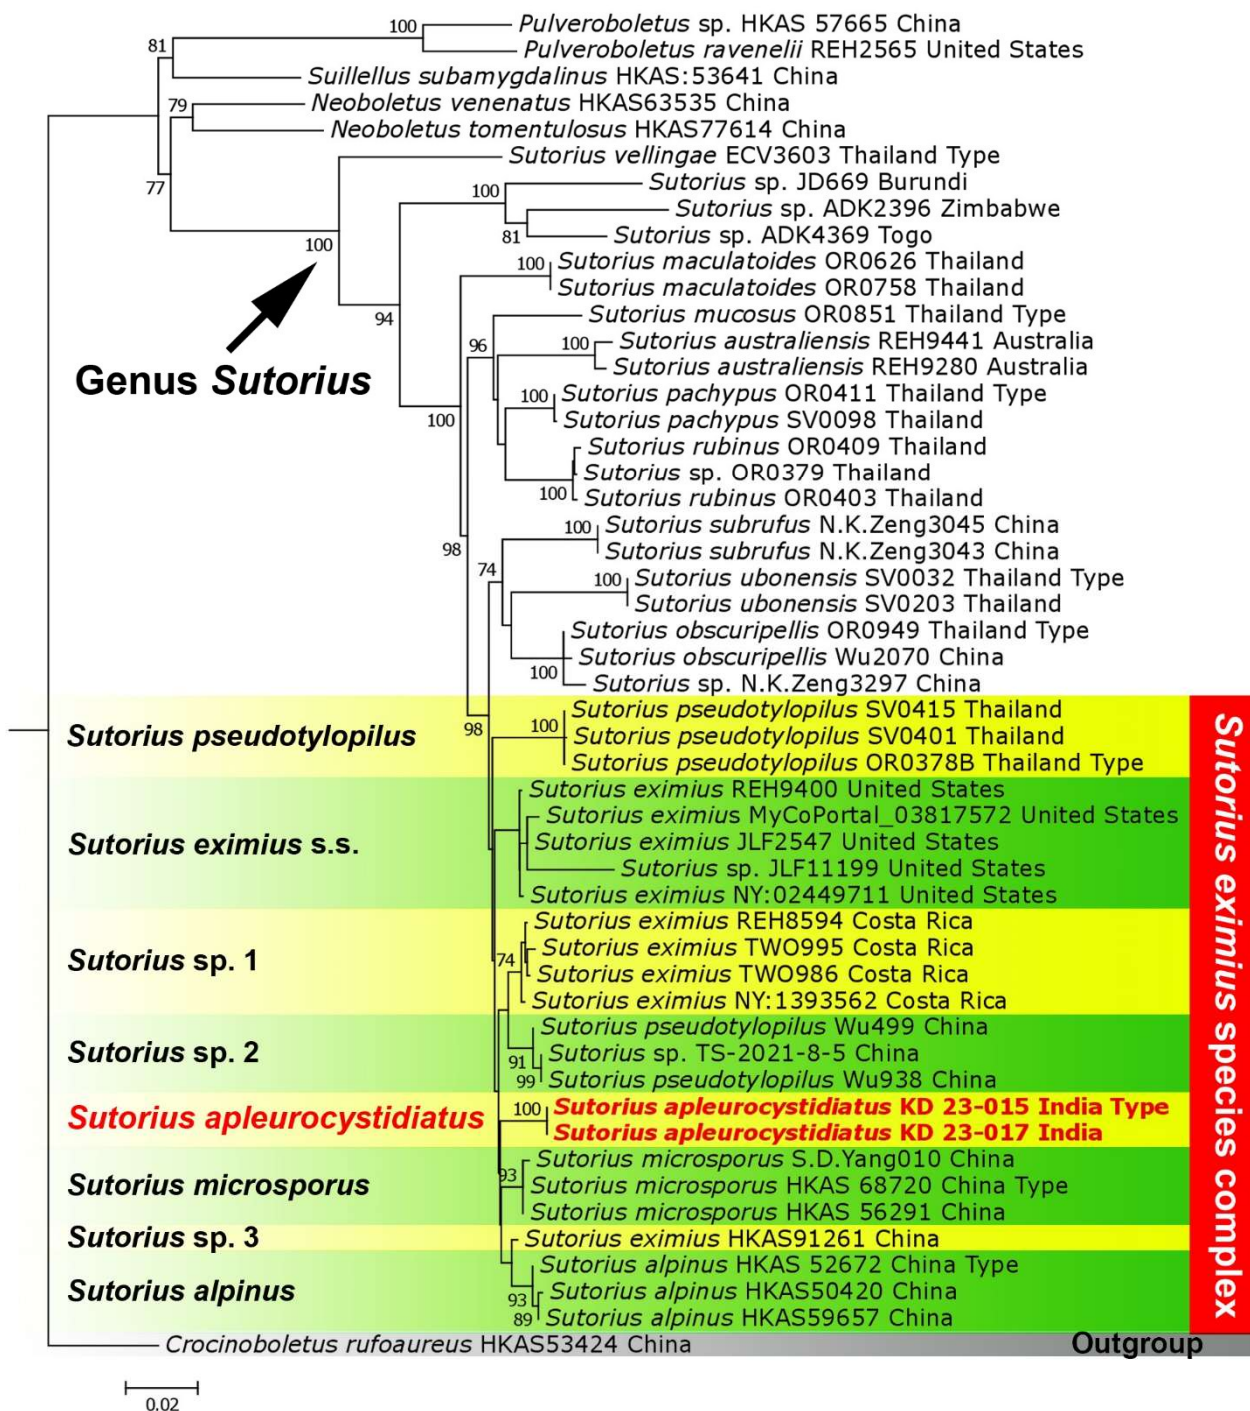 100
Pulveroboletus sp. HKAS 57665 China
81
Pulveroboletus ravenelii REH2565 United States
Suillellus subamygdalinus HKAS:53641 China
79
Neoboletus venenatus HKAS63535 China
Neoboletus tomentulosus HKAS77614 China
77
Sutorius vellingae ECV3603 Thailand Type
100
Sutorius sp. JD669 Burundi
Sutorius sp. ADK2396 Zimbabwe
81
Sutorius sp. ADK4369 Togo
100
100
Sutorius maculatoides OR0626 Thailand
Sutorius maculatoides OR0758 Thailand
94
Sutorius mucosus OR0851 Thailand Type
96
100
Sutorius australiensis REH9441 Australia
Sutorius australiensis REH9280 Australia
Genus Sutorius
100
Sutorius pachypus OR0411 Thailand Type
100
Sutorius pachypus SV0098 Thailand
Sutorius rubinus OR0409 Thailand
Sutorius sp. OR0379 Thailand
100
Sutorius rubinus OR0403 Thailand
100
Sutorius subrufus N.K.Zeng3045 China
98
Sutorius subrufus N.K.Zeng3043 China
74
100
Sutorius ubonensis SV0032 Thailand Type
Sutorius ubonensis SV0203 Thailand
Sutorius obscuripellis OR0949 Thailand Type
Sutorius obscuripellis Wu2070 China
100
Sutorius sp. N.K.Zeng3297 China
Sutorius pseudotylopilus SV0415 Thailand
98
100
Sutorius pseudotylopilus
Sutorius pseudotylopilus SV0401 Thailand
Sutorius pseudotylopilus OR0378B Thailand Type
Sutorius eximius REH9400 United States
Sutorius eximius MyCoPortal_03817572 United States
Sutorius eximius s.s.
Sutorius eximius JLF2547 United States
Sutorius sp. JLF11199 United States
Sutorius eximius NY:02449711 United States
Sutorius eximius REH8594 Costa Rica
Sutorius sp. 1
74
Sutorius eximius TWO995 Costa Rica
Sutorius eximius TWO986 Costa Rica
Sutorius eximius NY:1393562 Costa Rica
Sutorius pseudotylopilus Wu499 China
Sutorius sp. 2
91
Sutorius sp. TS-2021-8-5 China
99
Sutorius pseudotylopilus Wu938 China
Sutorius apleurocystidiatus
100
Sutorius apleurocystidiatus KD 23-015 India Type
Sutorius apleurocystidiatus KD 23-017 India
Sutorius microsporus S.D.Yang010 China
93
Sutorius microsporus
Sutorius microsporus HKAS 68720 China Type
Sutorius microsporus HKAS 56291 China
Sutorius sp. 3
Sutorius eximius HKAS91261 China
Sutorius alpinus HKAS 52672 China Type
Sutorius alpinus
93
Sutorius alpinus HKAS50420 China
89
Sutorius alpinus HKAS59657 China
Sutorius eximius species complex
Crocinoboletus rufoaureus HKAS53424 China
Outgroup
0.02